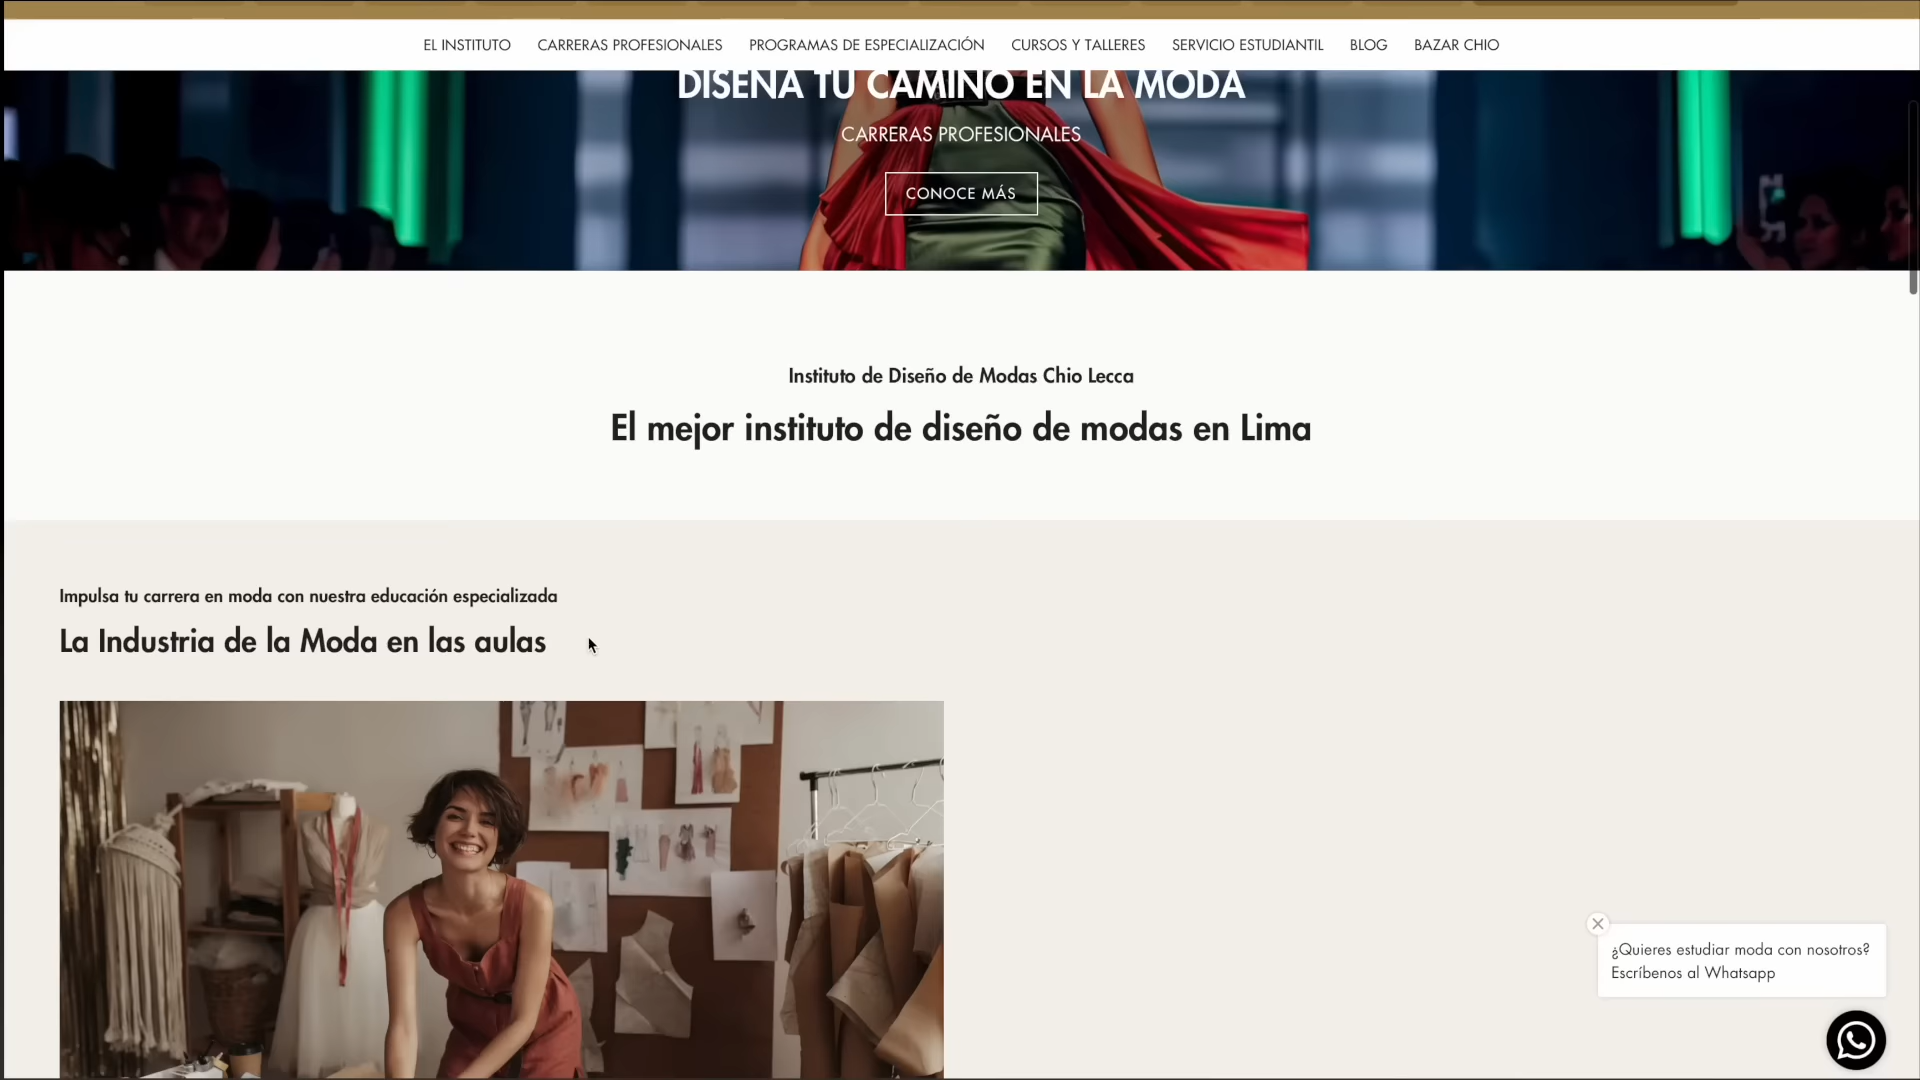 EL INSTITUTO CARRERAS PROFESIONALES PROGRAMAS DE ESPECIALIZACIÓN CURSOS Y TALLERES SERVICIO ESTUDIANTIL BLOG BAZAR CHIO
DISEÑA TU CAMINO EN LA MODA
CARRERAS PROFESIONALES
CONOCE MÁS
Instituto de Diseño de Modas Chio Lecca
El mejor instituto de diseño de modas en Lima
Impulsa tu carrera en moda con nuestra educación especializada
La Industria de la Moda en las aulas
¿Quieres estudiar moda con nosotros?
Escríbenos al Whatsapp